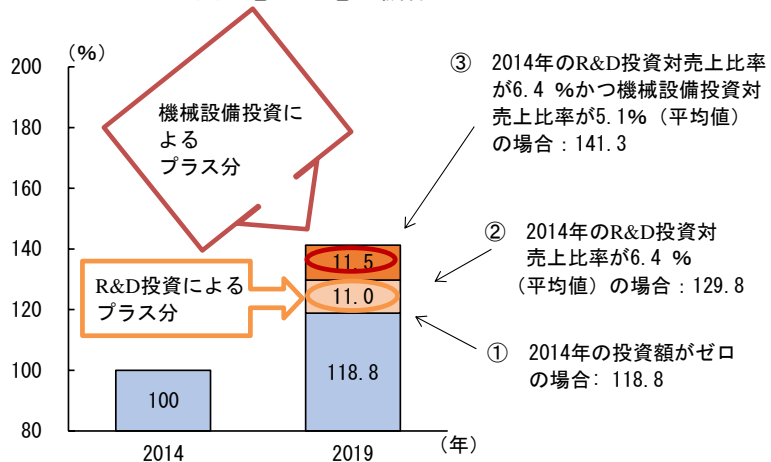 (%)
200
180
160
140
120
100
80
機械設備投資に
よる
プラス分
R&D投資による
プラス分
11.5
11.0
118.8
100
2014
2019
(年)
③ 2014年のR&D投資対売上比率
が6.4 %かつ機械設備投資対
売上比率が5.1%（平均値）
の場合：141.3
② 2014年のR&D投資対
売上比率が6.4 %
（平均値）の場合：129.8
① 2014年の投資額がゼロ
の場合: 118.8